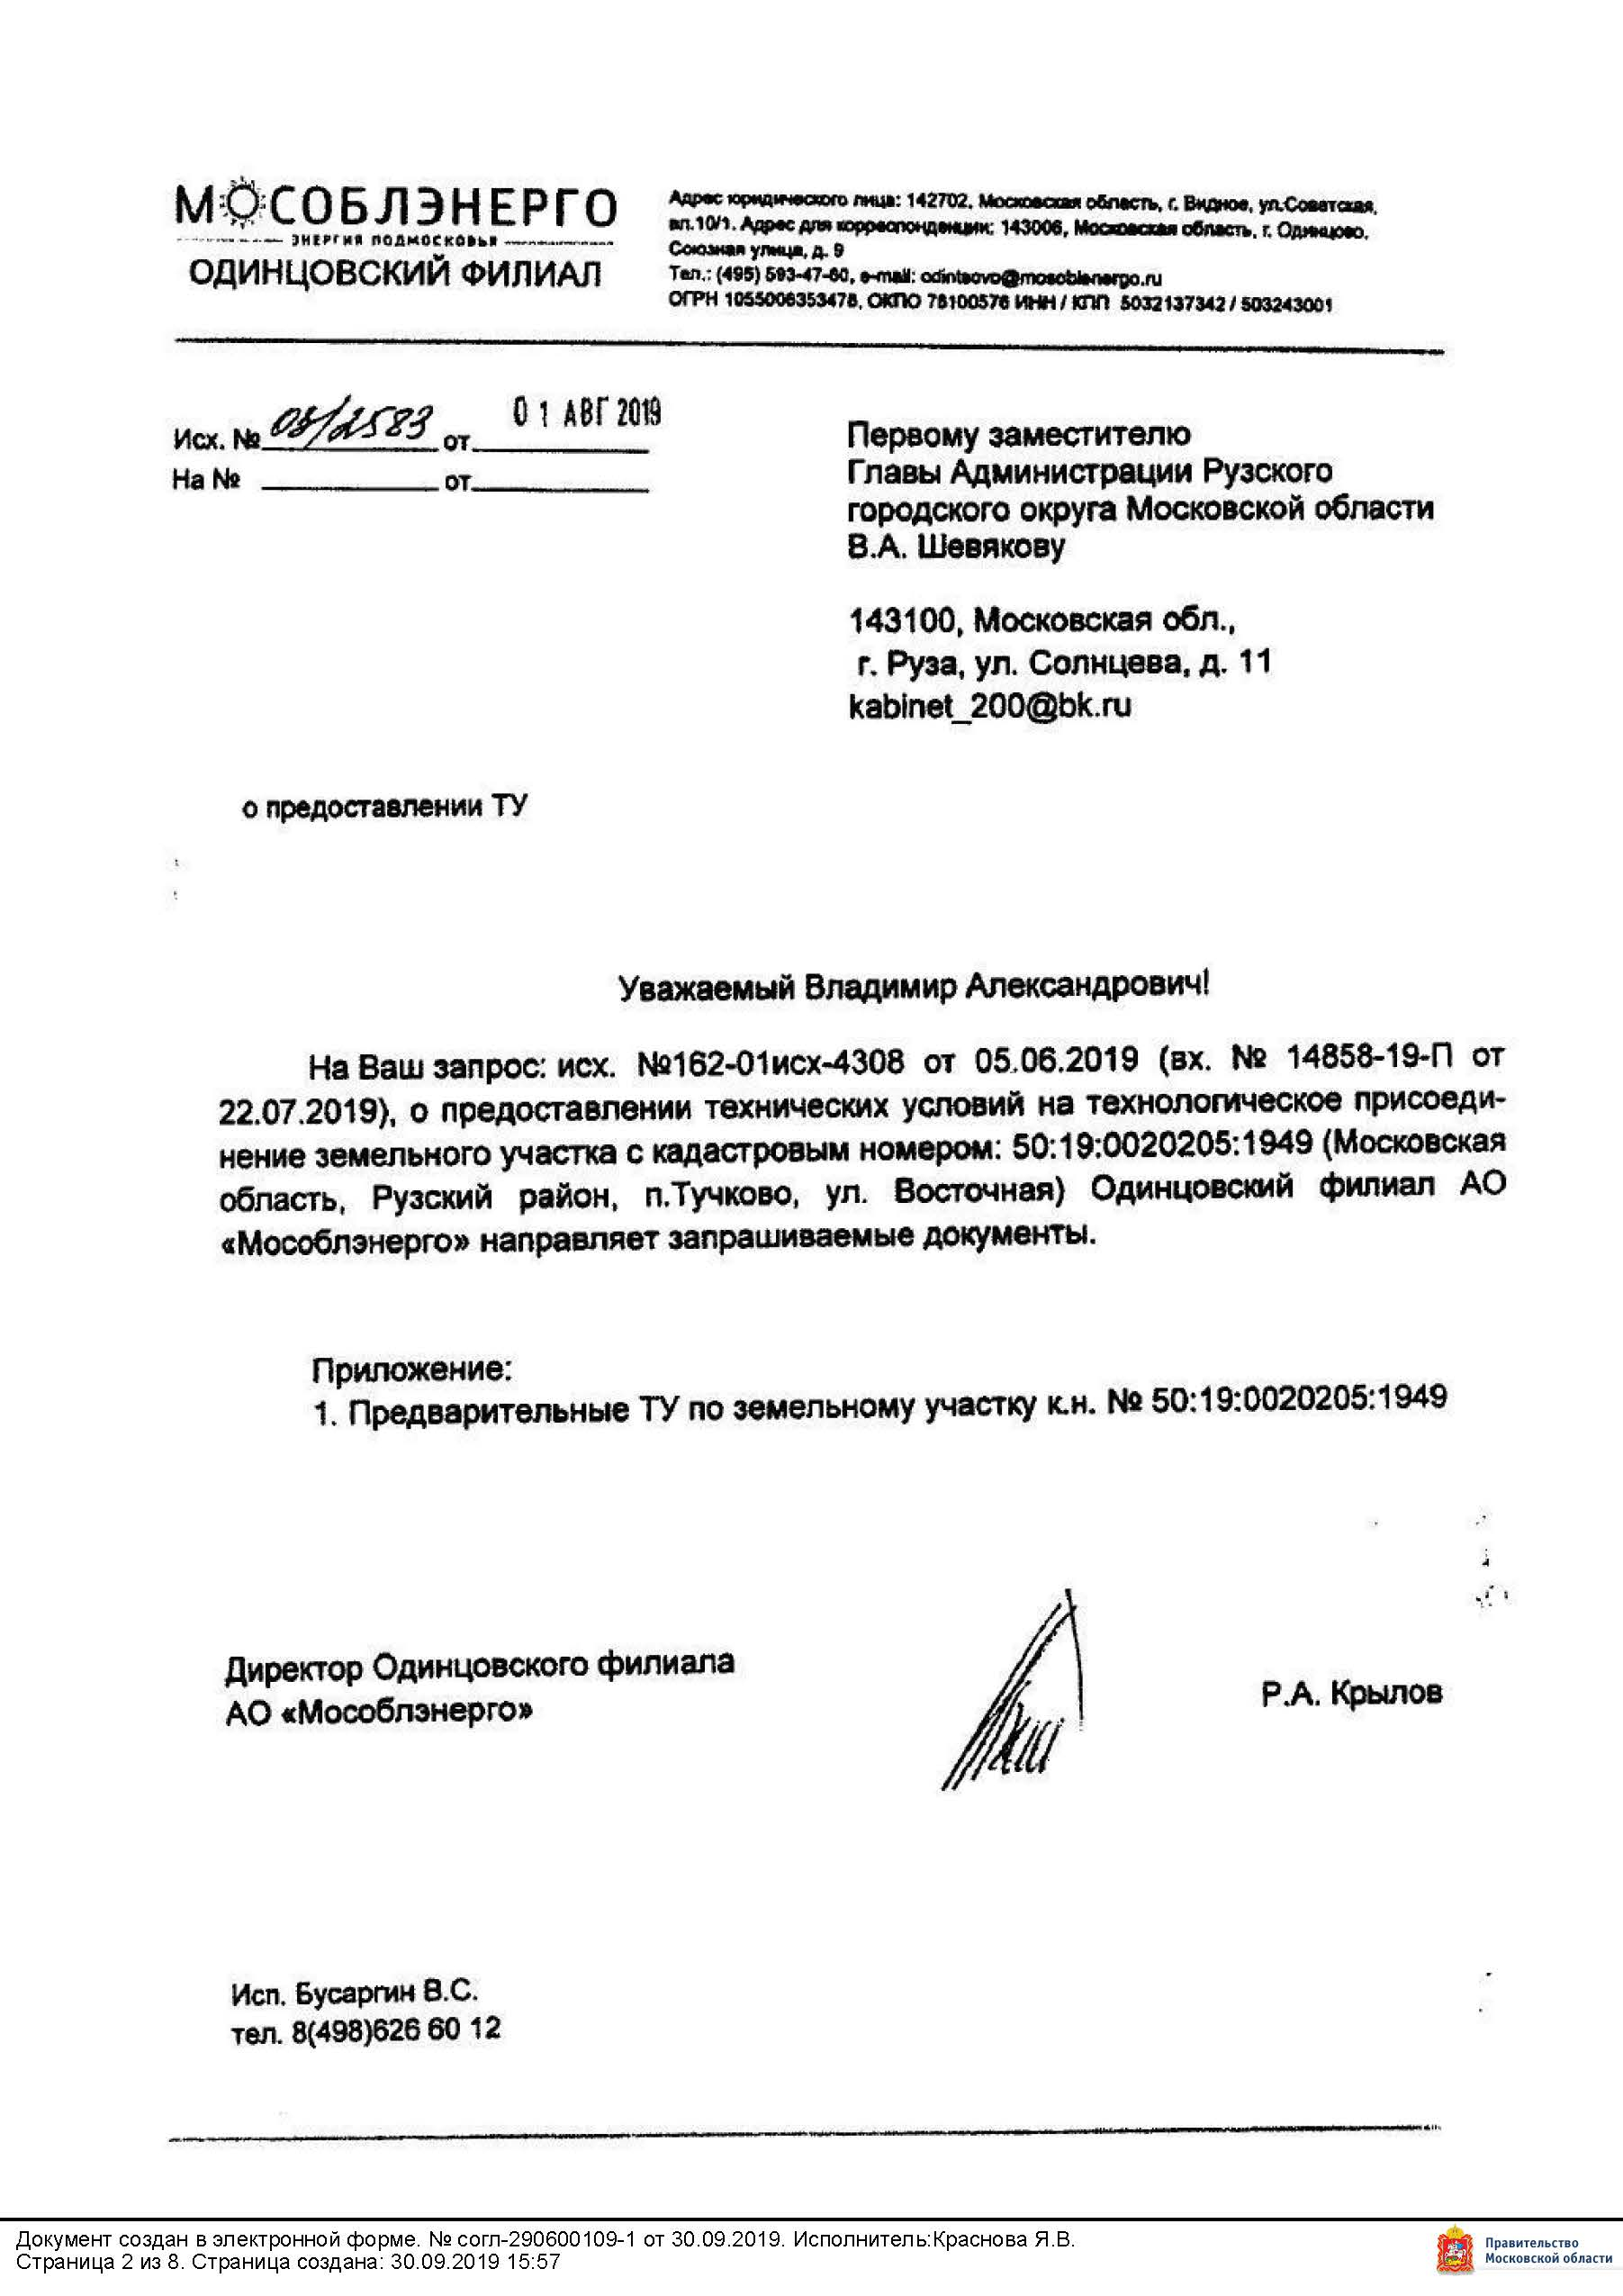 МОСОБЛЭНЕРГО
ЭНЕРГИЯ ПОДМОСКОВЬЯ
ОДИНЦОВСКИЙ ФИЛИАЛ
Адрес юридического лица: 142702, Московская область, г. Видное, ул.Советская,
вл.10/1. Адрес для корреспонденции: 143006, Московская область, г. Одинцово,
Союзная улица, д. 9
Тел.: (495) 593-47-60, e-mail: odintsovo@mosoblenergo.ru
ОГРН 1055006353478, ОКПО 76100576 ИНН / КПП 5032137342 / 503243001
Исх. № 05/2583 от 01 АВГ 2019
На № от
Первому заместителю
Главы Администрации Рузского
городского округа Московской области
В.А. Шевякову
143100, Московская обл.,
г. Руза, ул. Солнцева, д. 11
kabinet_200@bk.ru
о предоставлении ТУ
Уважаемый Владимир Александрович!
На Ваш запрос: исх. №162-01исх-4308 от 05.06.2019 (вх. № 14858-19-П от
22.07.2019), о предоставлении технических условий на технологическое присоеди-
нение земельного участка с кадастровым номером: 50:19:0020205:1949 (Московская
область, Рузский район, п.Тучково, ул. Восточная) Одинцовский филиал АО
«Мособлэнерго» направляет запрашиваемые документы.
Приложение:
1. Предварительные ТУ по земельному участку к.н. № 50:19:0020205:1949
Директор Одинцовского филиала
АО «Мособлэнерго»
Р.А. Крылов
Исп. Бусаргин В.С.
тел. 8(498)626 60 12
Документ создан в электронной форме. № согл-290600109-1 от 30.09.2019. Исполнитель:Краснова Я.В.
Страница 2 из 8. Страница создана: 30.09.2019 15:57
Правительство
Московской области